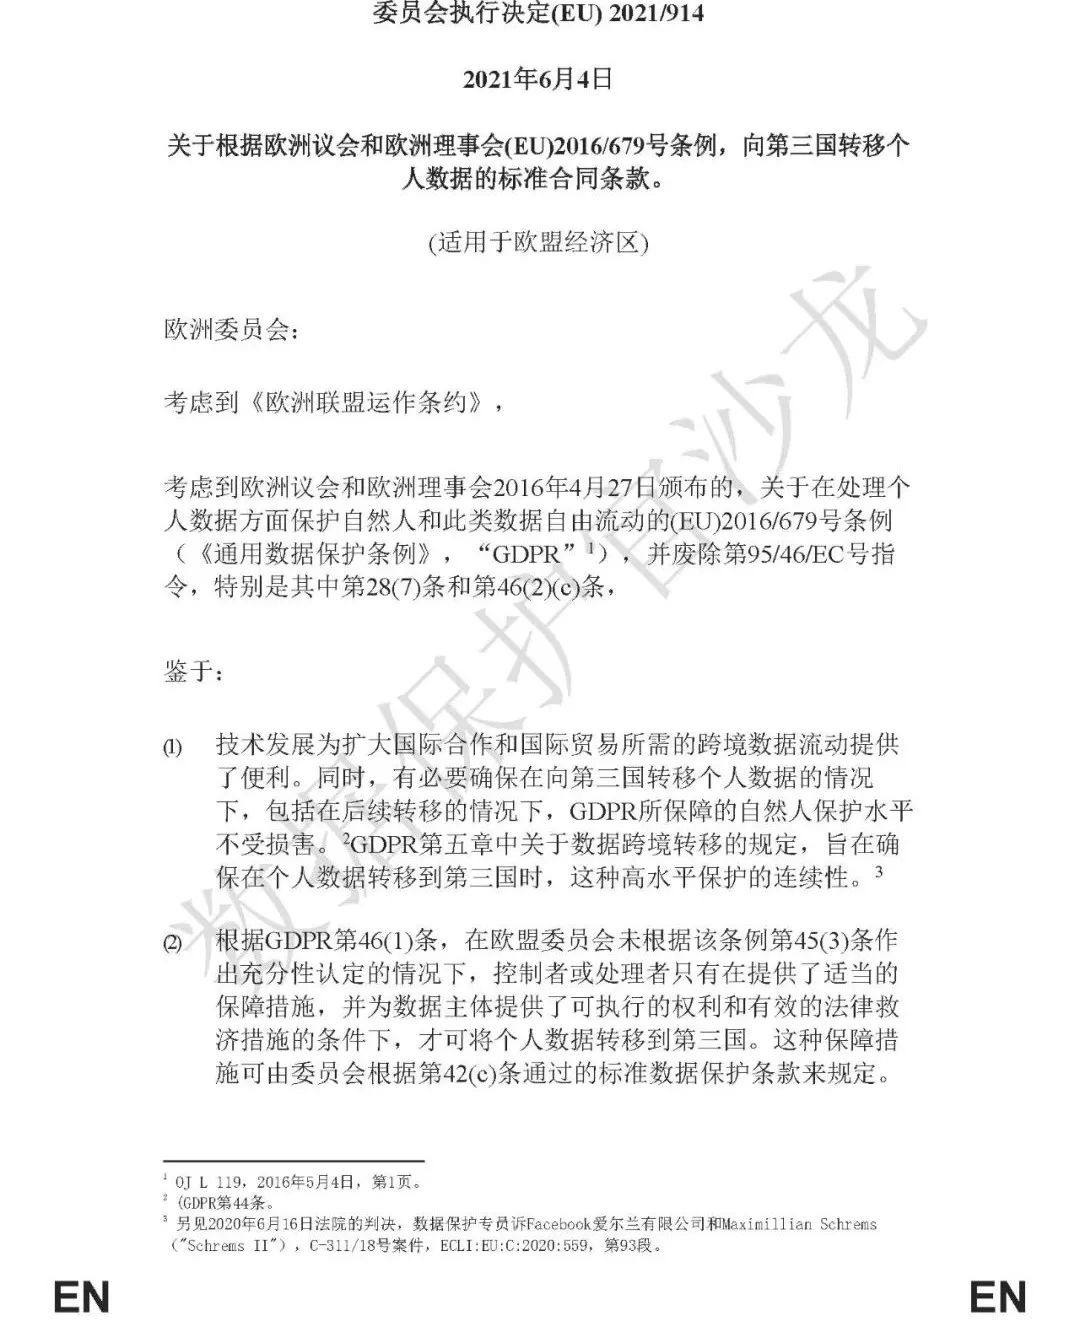 委员会执行决定(EU) 2021/914
2021年6月4日
关于根据欧洲议会和欧洲理事会(EU)2016/679号条例，向第三国转移个
人数据的标准合同条款。
(适用于欧盟经济区)
欧洲委员会：
考虑到《欧洲联盟运作条约》，
考虑到欧洲议会和欧洲理事会2016年4月27日颁布的，关于在处理个
人数据方面保护自然人和此类数据自由流动的(EU)2016/679号条例
（《通用数据保护条例》，“GDPR”1），并废除第95/46/EC号指
令，特别是其中第28(7)条和第46(2)(c)条，
鉴于：
(1) 技术发展为扩大国际合作和国际贸易所需的跨境数据流动提供
了便利。同时，有必要确保在向第三国转移个人数据的情况
下，包括在后续转移的情况下，GDPR所保障的自然人保护水平
不受损害。2GDPR第五章中关于数据跨境转移的规定，旨在确
保在个人数据转移到第三国时，这种高水平保护的连续性。3
(2) 根据GDPR第46(1)条，在欧盟委员会未根据该条例第45(3)条作
出充分性认定的情况下，控制者或处理者只有在提供了适当的
保障措施，并为数据主体提供了可执行的权利和有效的法律救
济措施的条件下，才可将个人数据转移到第三国。这种保障措
施可由委员会根据第42(c)条通过的标准数据保护条款来规定。
1 OJ L 119，2016年5月4日，第1页。
2 (GDPR第44条。
3 另见2020年6月16日法院的判决，数据保护专员诉Facebook爱尔兰有限公司和Maximillian Schrems
("Schrems II")，C-311/18号案件，ECLI:EU:C:2020:559，第93段。
EN EN
数据保护官沙龙